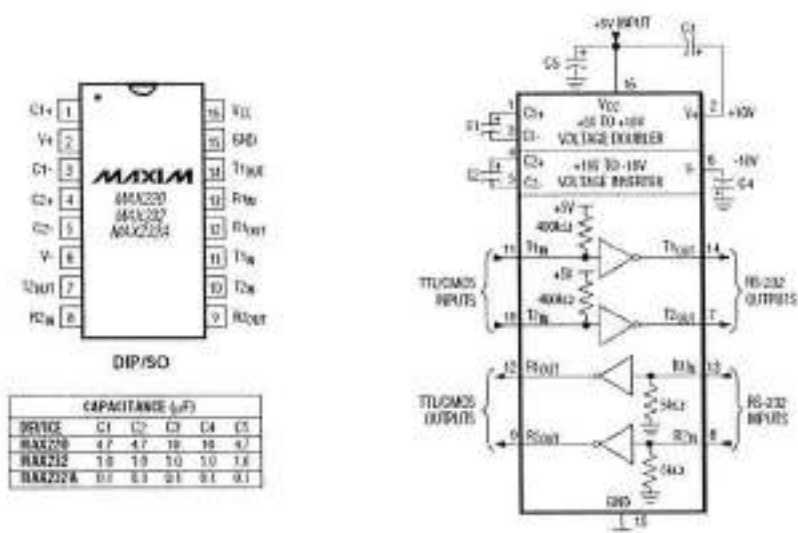 C1+ 1
V+ 2
C1- 3
C2+ 4
C2- 5
V- 6
T2OUT 7
R2IN 8
16 VCC
15 GND
14 T1OUT
13 R1IN
12 R1OUT
11 T1IN
10 T2IN
9 R2OUT
MAXIM
MAX220
MAX232
MAX232A
DIP/SO
CAPACITANCE (μF)
DEVICE C1 C2 C3 C4 C5
MAX220 4.7 4.7 10 10 4.7
MAX232 1.0 1.0 1.0 1.0 1.0
MAX232A 0.1 0.1 0.1 0.1 0.1
+5V INPUT
C5
16
VCC
1 C1+
C1
3 C1-
+5V TO +10V
VOLTAGE DOUBLER
V+ 2 +10V
4 C2+
C2
5 C2-
+10V TO -10V
VOLTAGE INVERTER
V- 6 -10V
C4
+5V
400kΩ
11 T1IN
T1OUT 14
+5V
400kΩ
10 T2IN
T2OUT 7
TTL/CMOS
INPUTS
RS-232
OUTPUTS
12 R1OUT
R1IN 13
5kΩ
9 R2OUT
R2IN 8
5kΩ
TTL/CMOS
OUTPUTS
RS-232
INPUTS
GND
15